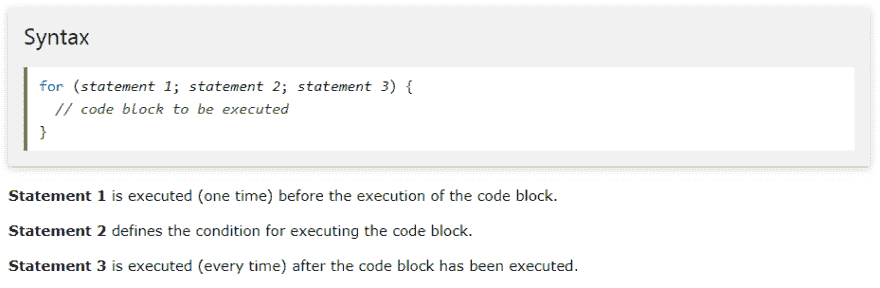 Syntax
for (statement 1; statement 2; statement 3) {
// code block to be executed
}
Statement 1 is executed (one time) before the execution of the code block.
Statement 2 defines the condition for executing the code block.
Statement 3 is executed (every time) after the code block has been executed.